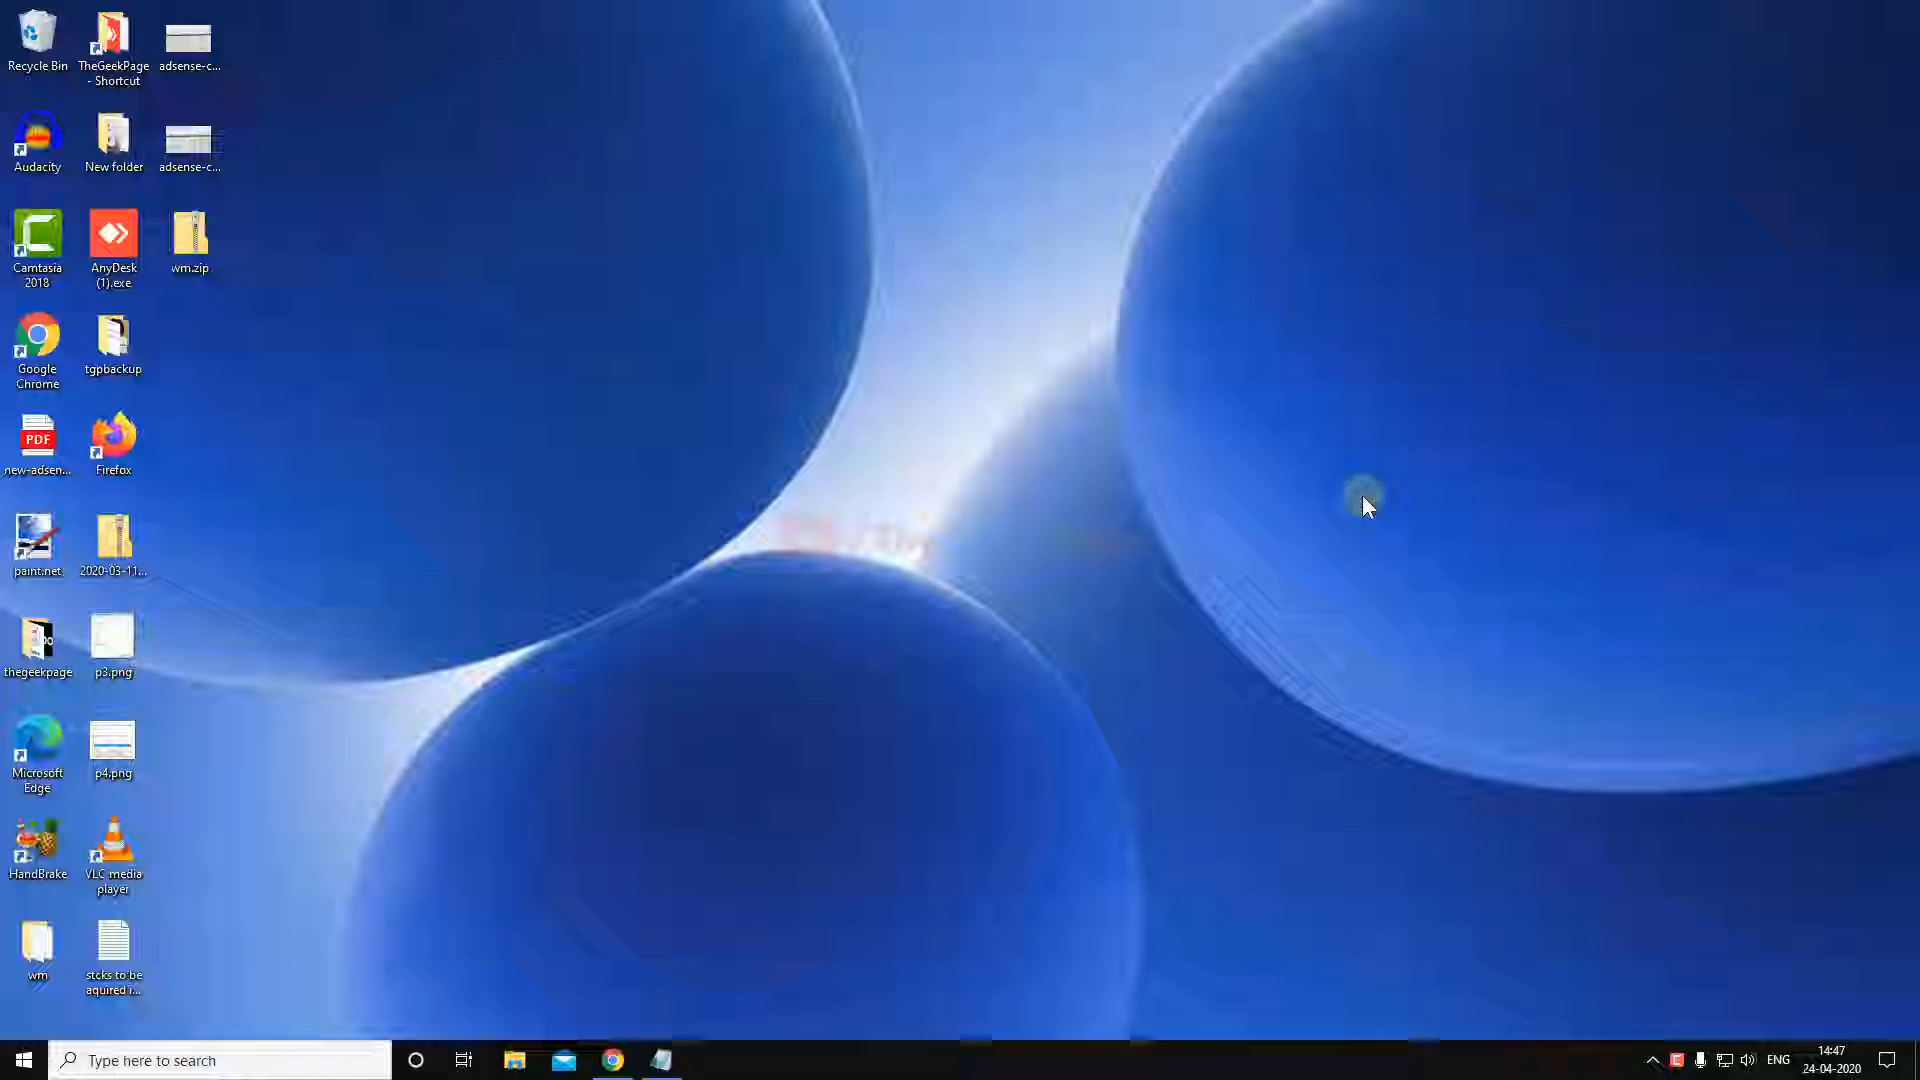 Recycle Bin
TheGeekPage
- Shortcut
adsense-c...
Audacity
New folder
adsense-c...
Camtasia
2018
AnyDesk
(1).exe
wm.zip
Google
Chrome
tgpbackup
PDF
new-adsen...
Firefox
paint.net
2020-03-11...
thegeekpage
p3.png
Microsoft
Edge
p4.png
HandBrake
VLC media
player
wm
stcks to be
aquired i...
Type here to search
ENG
14:47
24-04-2020